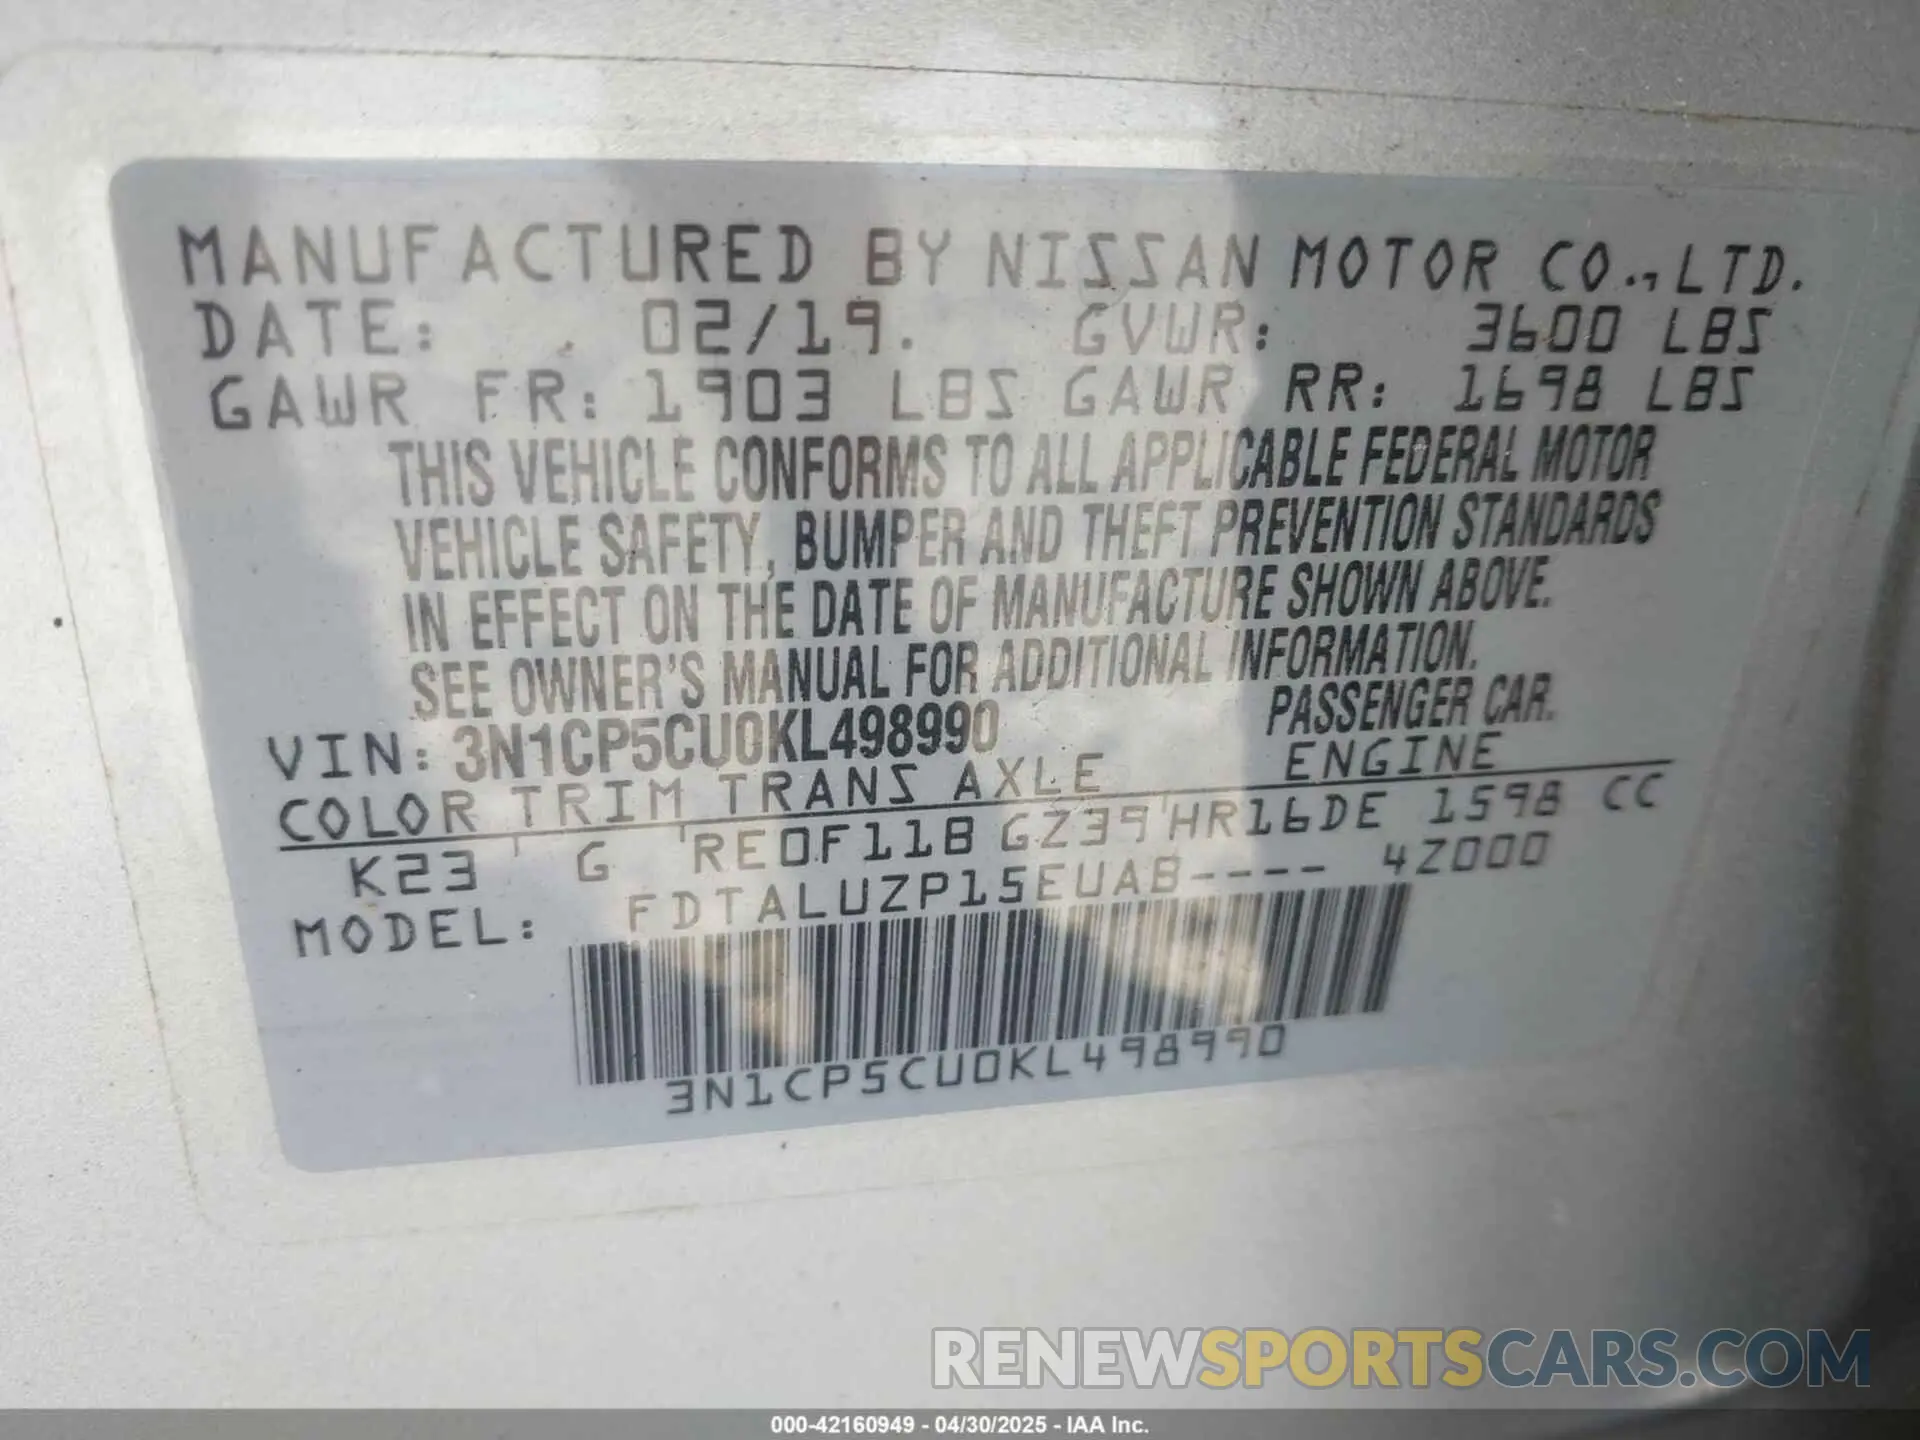 MANUFACTURED BY NISSAN MOTOR CO.,LTD.
DATE: 02/19. GVWR: 3600 LBS
GAWR FR: 1903 LBS GAWR RR: 1698 LBS
THIS VEHICLE CONFORMS TO ALL APPLICABLE FEDERAL MOTOR
VEHICLE SAFETY, BUMPER AND THEFT PREVENTION STANDARDS
IN EFFECT ON THE DATE OF MANUFACTURE SHOWN ABOVE.
SEE OWNER'S MANUAL FOR ADDITIONAL INFORMATION.
VIN: 3N1CP5CU0KL498990 PASSENGER CAR.
COLOR TRIM TRANS AXLE ENGINE
K23 G RE0F11B GZ39 HR16DE 1598 CC
MODEL: FDTALUZP15EUAB---- 4Z000
3N1CP5CU0KL498990
RENEWSPORTSCARS.COM
000-42160949 - 04/30/2025 - IAA Inc.